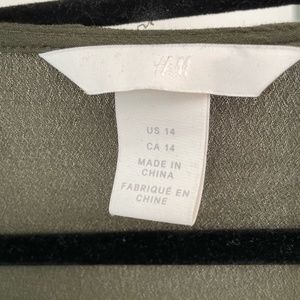 H&M
US 14
CA 14
MADE IN
CHINA
FABRIQUÉ EN
CHINE